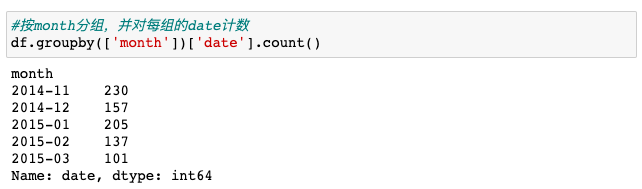 #按month分组，并对每组的date计数
df.groupby(['month'])['date'].count()
month
2014-11    230
2014-12    157
2015-01    205
2015-02    137
2015-03    101
Name: date, dtype: int64